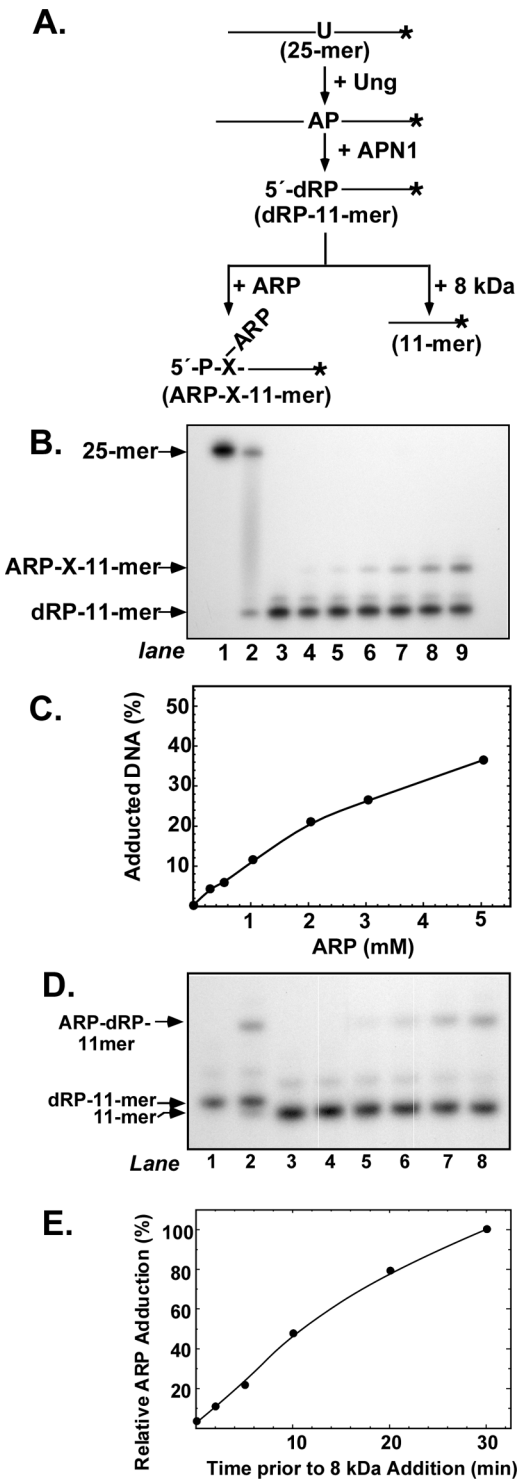 A.
U
(25-mer)
+ Ung
AP
+ APN1
5´-dRP
(dRP-11-mer)
+ ARP
+ 8 kDa
ARP
5´-P-X-
(ARP-X-11-mer)
(11-mer)
B.
25-mer
ARP-X-11-mer
dRP-11-mer
lane 1 2 3 4 5 6 7 8 9
C.
Adducted DNA (%)
50
40
30
20
10
1 2 3 4 5
ARP (mM)
D.
ARP-dRP-
11mer
dRP-11-mer
11-mer
Lane 1 2 3 4 5 6 7 8
E.
Relative ARP Adduction (%)
100
80
60
40
20
10 20 30
Time prior to 8 kDa Addition (min)